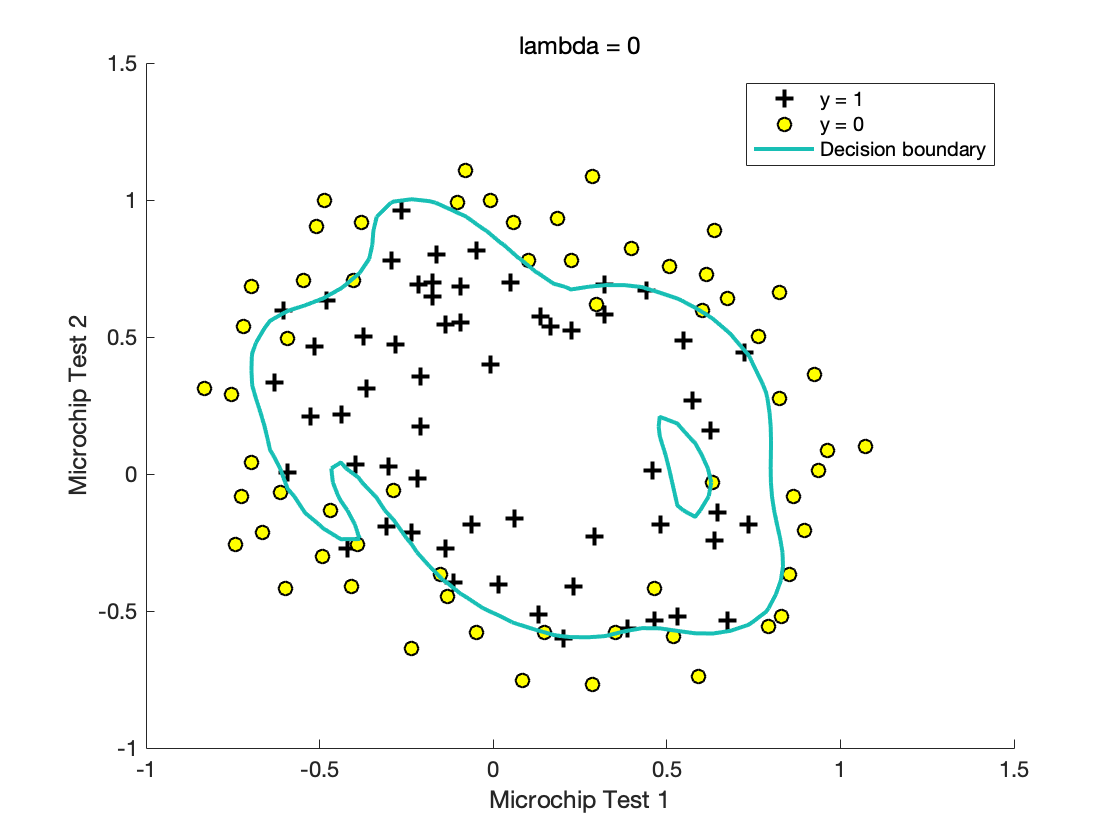 lambda = 0
1.5
y = 1
y = 0
Decision boundary
1
0.5
0
-0.5
-1
Microchip Test 2
-1
-0.5
0
0.5
1
1.5
Microchip Test 1